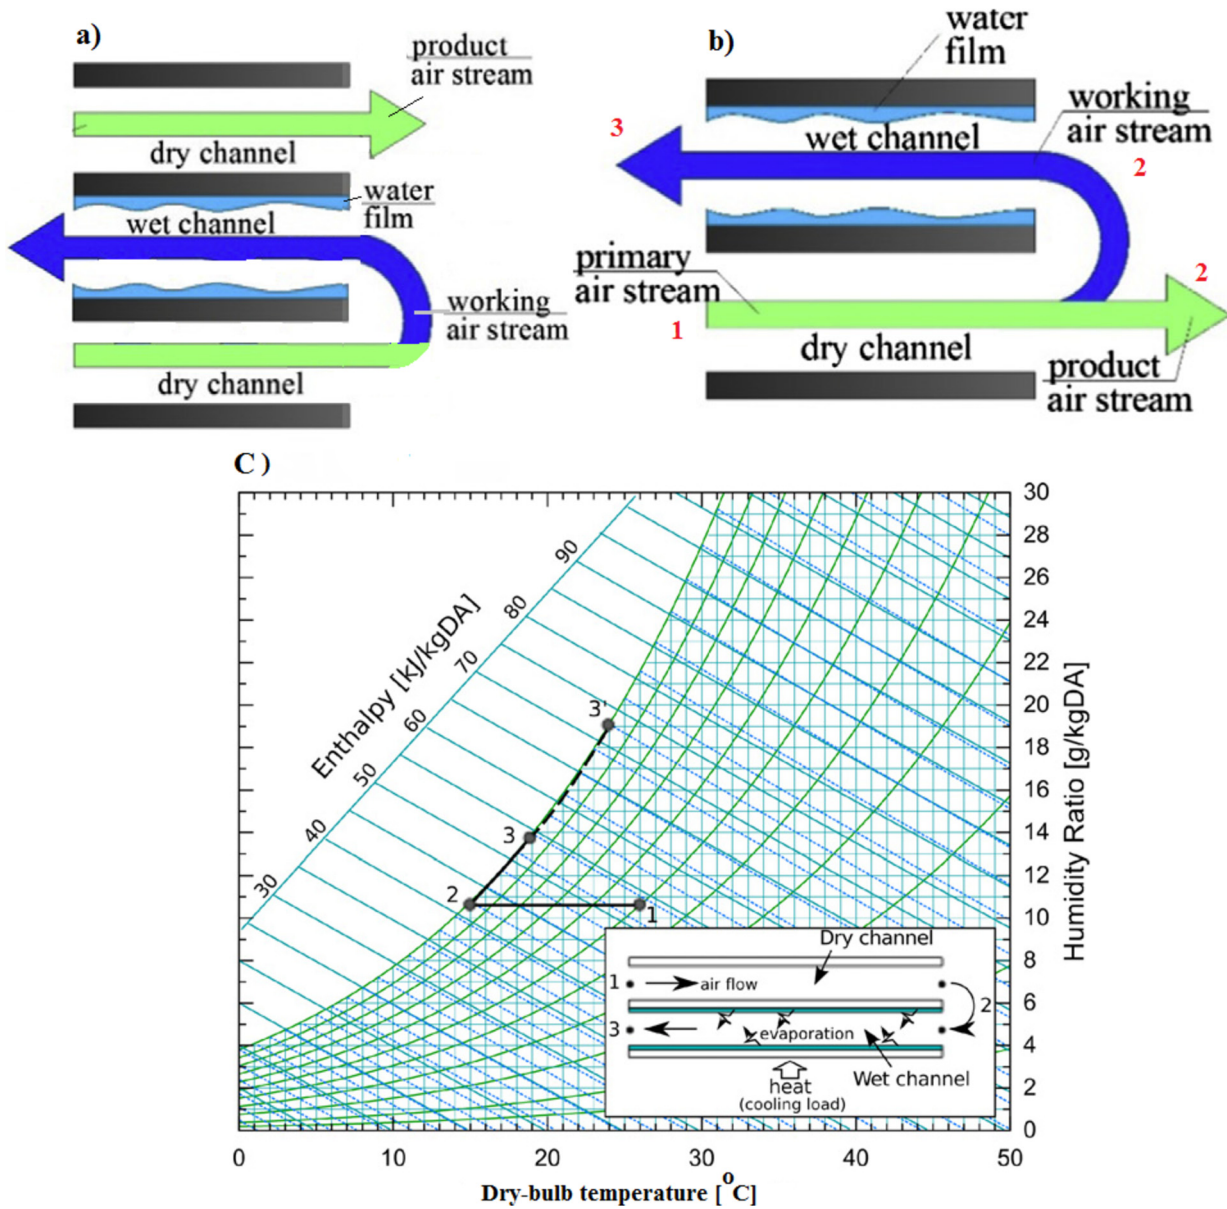 a)
product
air stream
dry channel
water
film
wet channel
working
air stream
dry channel
b)
water
film
working
air stream
3
wet channel
2
primary
air stream
2
1
dry channel
product
air stream
C )
Enthalpy [kJ/kgDA]
30
40
50
60
70
80
90
3'
3
2
1
30
28
26
24
22
20
18
16
14
12
10
8
6
4
2
0
Humidity Ratio [g/kgDA]
Dry channel
1
air flow
2
3
evaporation
Wet channel
heat
(cooling load)
0
10
20
30
40
50
Dry-bulb temperature [°C]